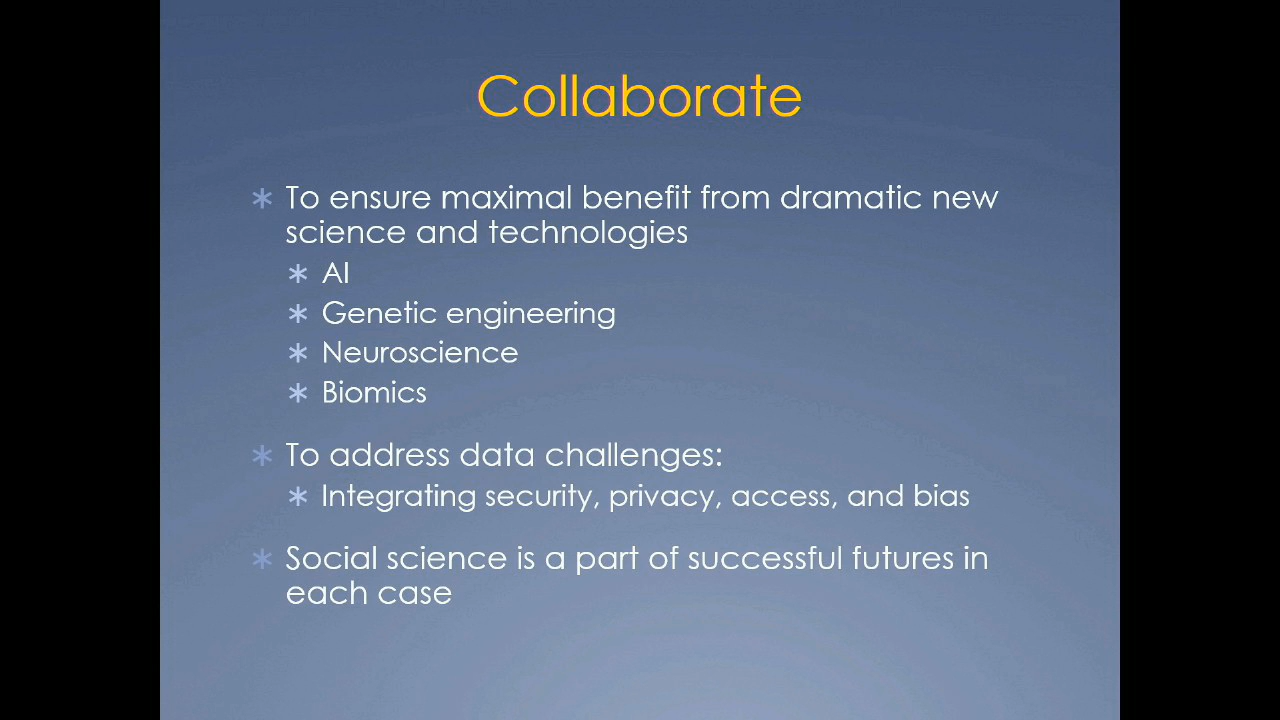 Collaborate
* To ensure maximal benefit from dramatic new
science and technologies
* AI
* Genetic engineering
* Neuroscience
* Biomics
* To address data challenges:
* Integrating security, privacy, access, and bias
* Social science is a part of successful futures in
each case